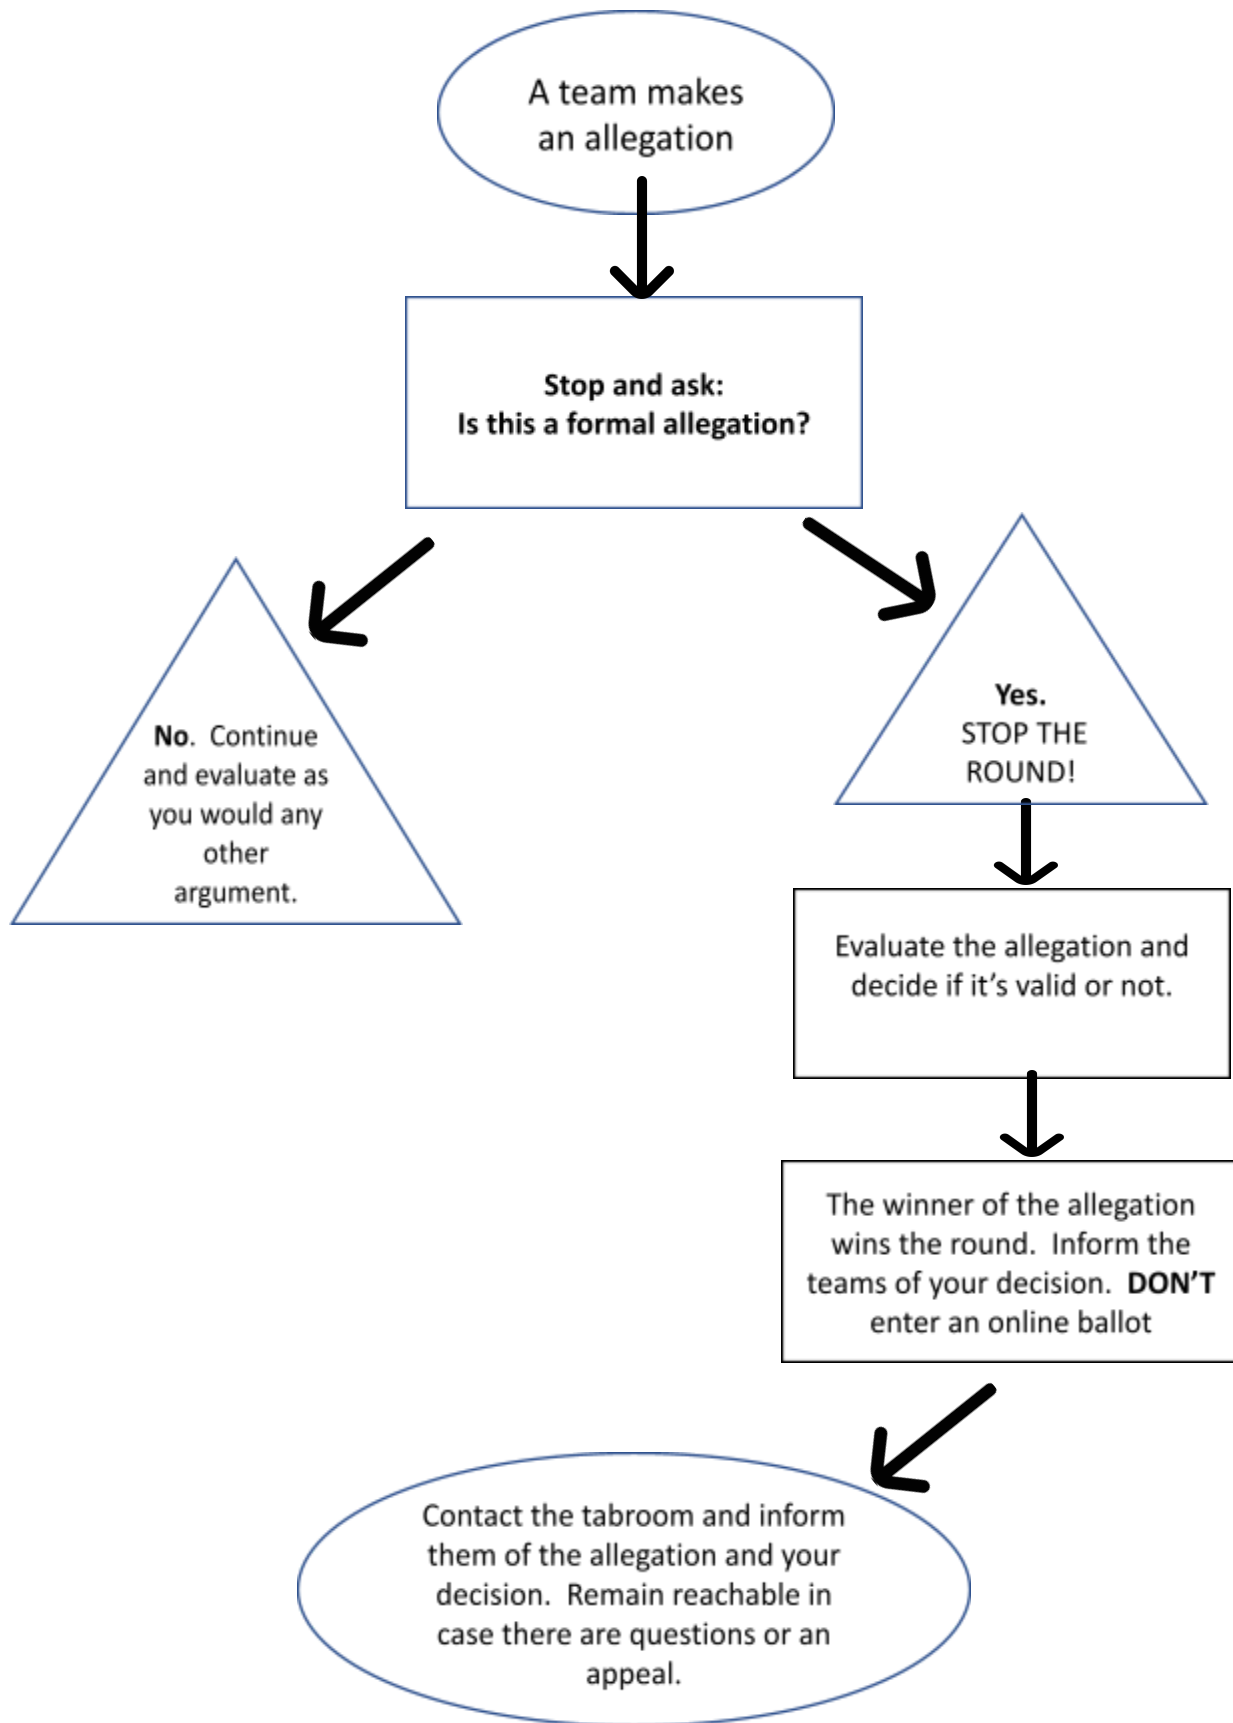 A team makes
an allegation
Stop and ask:
Is this a formal allegation?
No.  Continue
and evaluate as
you would any
other
argument.
Yes.
STOP THE
ROUND!
Evaluate the allegation and
decide if it’s valid or not.
The winner of the allegation
wins the round.  Inform the
teams of your decision.  DON’T
enter an online ballot
Contact the tabroom and inform
them of the allegation and your
decision.  Remain reachable in
case there are questions or an
appeal.